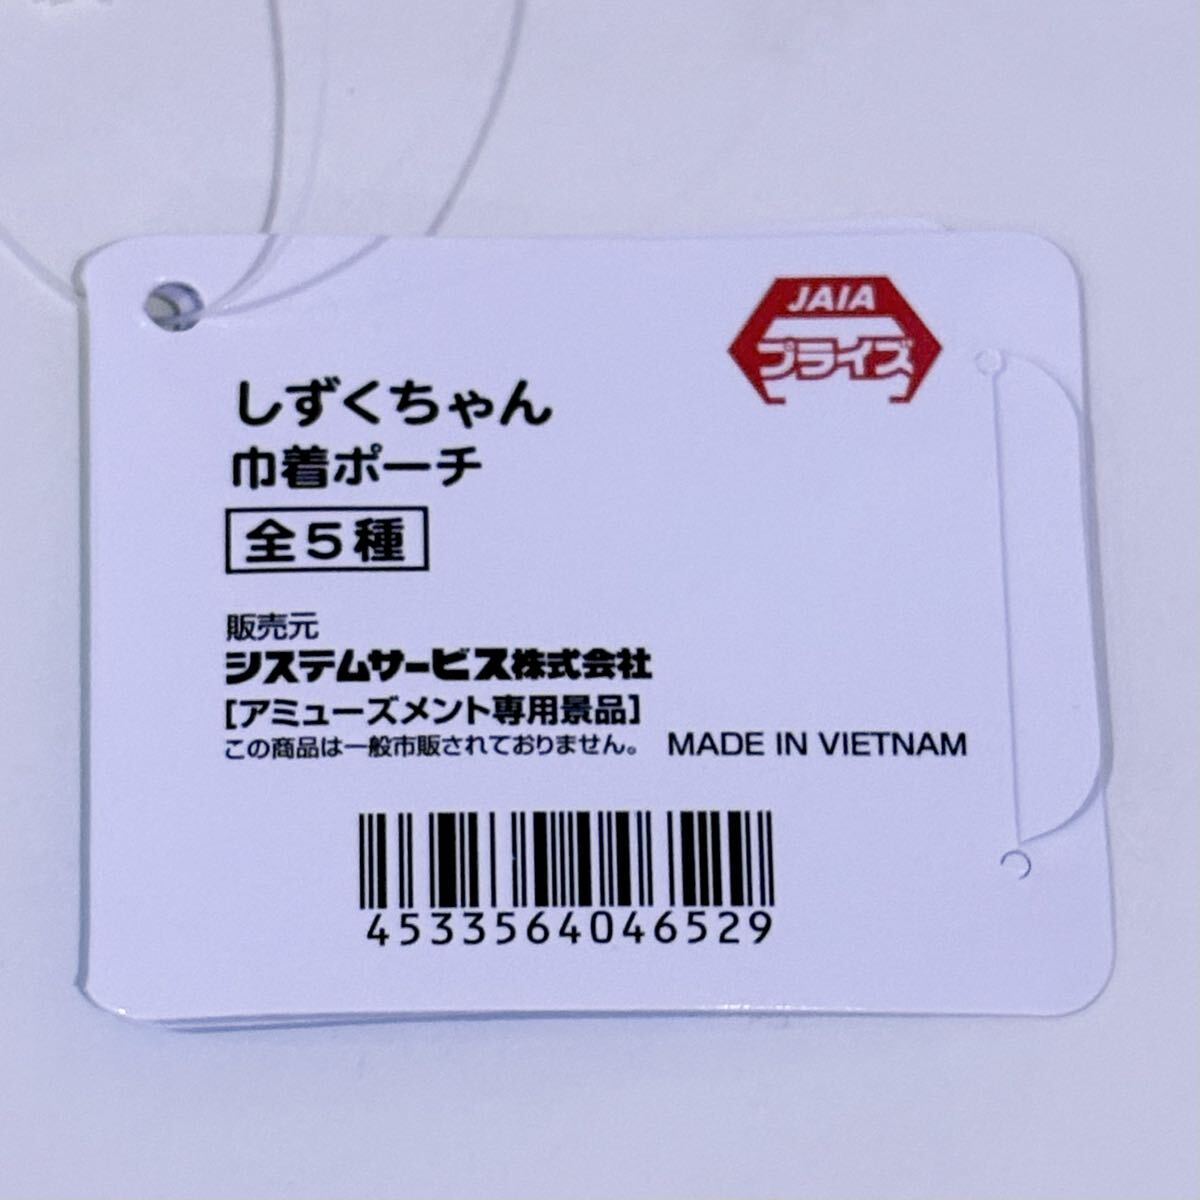 JAIA
プライズ
しずくちゃん
巾着ポーチ
全5種
販売元
システムサービス株式会社
[アミューズメント専用景品]
この商品は一般市販されておりません。 MADE IN VIETNAM
4533564046529